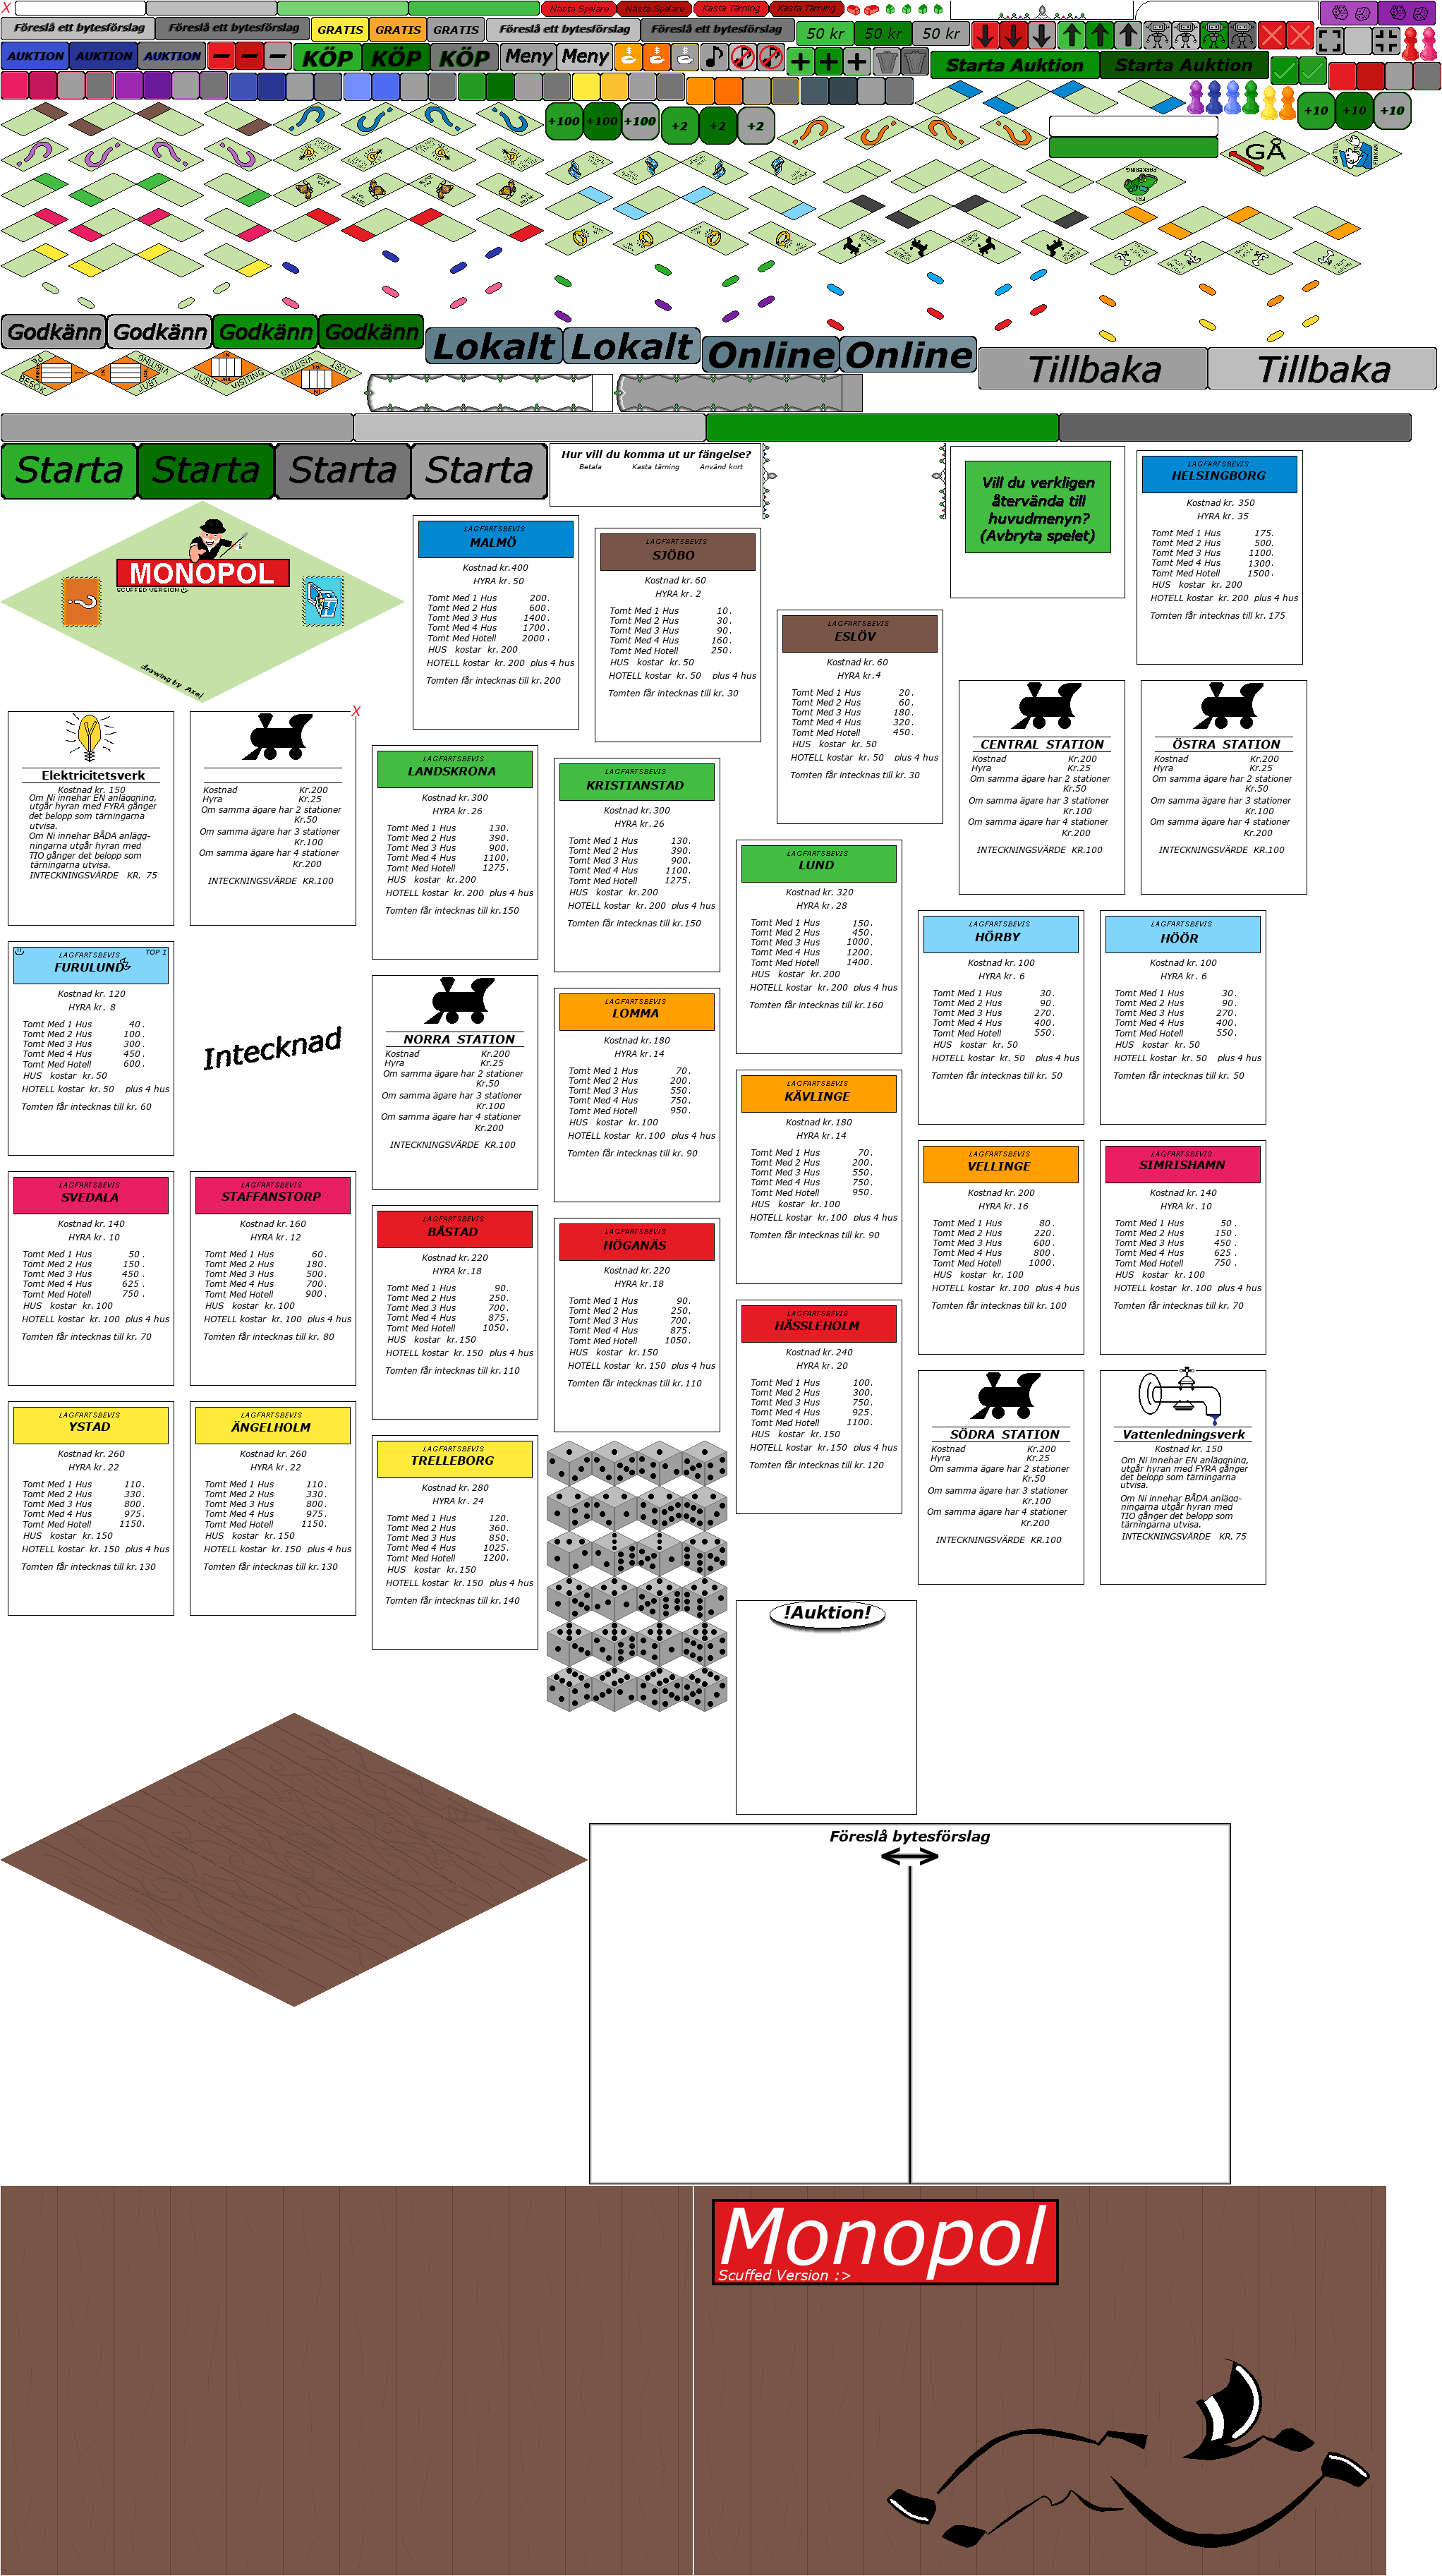 X
Nästa Spelare
Nästa Spelare
Kasta Tärning
Kasta Tärning
Föreslå ett bytesförslag
Föreslå ett bytesförslag
GRATIS
GRATIS
GRATIS
Föreslå ett bytesförslag
Föreslå ett bytesförslag
50 kr
50 kr
50 kr
AUKTION
AUKTION
AUKTION
KÖP
KÖP
KÖP
Meny
Meny
Starta Auktion
Starta Auktion
+100
+100
+100
+2
+2
+2
+10
+10
+10
GÅ
GÅ TILL
FINKAN
FRI
PARKERING
Godkänn
Godkänn
Godkänn
Godkänn
Lokalt
Lokalt
Online
Online
Tillbaka
Tillbaka
BESÖK
JUST
VISITING
JUST
VISITING
JUST
VISITING
Starta
Starta
Starta
Starta
Hur vill du komma ut ur fängelse?
Betala Kasta tärning Använd kort
Vill du verkligen
återvända till
huvudmenyn?
(Avbryta spelet)
LAGFARTSBEVIS
HELSINGBORG
Kostnad kr. 350
HYRA kr. 35
Tomt Med 1 Hus 175.
Tomt Med 2 Hus 500.
Tomt Med 3 Hus 1100.
Tomt Med 4 Hus 1300.
Tomt Med Hotell 1500.
HUS kostar kr. 200
HOTELL kostar kr. 200 plus 4 hus
Tomten får intecknas till kr. 175
MONOPOL
SCUFFED VERSION
drawing by Axel
LAGFARTSBEVIS
MALMÖ
Kostnad kr.400
HYRA kr. 50
Tomt Med 1 Hus 200.
Tomt Med 2 Hus 600.
Tomt Med 3 Hus 1400.
Tomt Med 4 Hus 1700.
Tomt Med Hotell 2000.
HUS kostar kr. 200
HOTELL kostar kr. 200 plus 4 hus
Tomten får intecknas till kr. 200
LAGFARTSBEVIS
SJÖBO
Kostnad kr. 60
HYRA kr. 2
Tomt Med 1 Hus 10.
Tomt Med 2 Hus 30.
Tomt Med 3 Hus 90.
Tomt Med 4 Hus 160.
Tomt Med Hotell 250.
HUS kostar kr. 50
HOTELL kostar kr. 50 plus 4 hus
Tomten får intecknas till kr. 30
LAGFARTSBEVIS
ESLÖV
Kostnad kr. 60
HYRA kr.4
Tomt Med 1 Hus 20.
Tomt Med 2 Hus 60.
Tomt Med 3 Hus 180.
Tomt Med 4 Hus 320.
Tomt Med Hotell 450.
HUS kostar kr. 50
HOTELL kostar kr. 50 plus 4 hus
Tomten får intecknas till kr. 30
CENTRAL STATION
Kostnad Kr.200
Hyra Kr.25
Om samma ägare har 2 stationer
Kr.50
Om samma ägare har 3 stationer
Kr.100
Om samma ägare har 4 stationer
Kr.200
INTECKNINGSVÄRDE KR.100
ÖSTRA STATION
Kostnad Kr.200
Hyra Kr.25
Om samma ägare har 2 stationer
Kr.50
Om samma ägare har 3 stationer
Kr.100
Om samma ägare har 4 stationer
Kr.200
INTECKNINGSVÄRDE KR.100
Elektricitetsverk
Kostnad kr. 150
Om Ni innehar EN anläggning,
utgår hyran med FYRA gånger
det belopp som tärningarna
utvisa.
Om Ni innehar BÅDA anlägg-
ningarna utgår hyran med
TIO gånger det belopp som
tärningarna utvisa.
INTECKNINGSVÄRDE KR. 75
X
Kostnad Kr.200
Hyra Kr.25
Om samma ägare har 2 stationer
Kr.50
Om samma ägare har 3 stationer
Kr.100
Om samma ägare har 4 stationer
Kr.200
INTECKNINGSVÄRDE KR.100
LAGFARTSBEVIS
LANDSKRONA
Kostnad kr.300
HYRA kr. 26
Tomt Med 1 Hus 130.
Tomt Med 2 Hus 390.
Tomt Med 3 Hus 900.
Tomt Med 4 Hus 1100.
Tomt Med Hotell 1275.
HUS kostar kr. 200
HOTELL kostar kr. 200 plus 4 hus
Tomten får intecknas till kr.150
LAGFARTSBEVIS
KRISTIANSTAD
Kostnad kr.300
HYRA kr.26
Tomt Med 1 Hus 130.
Tomt Med 2 Hus 390.
Tomt Med 3 Hus 900.
Tomt Med 4 Hus 1100.
Tomt Med Hotell 1275.
HUS kostar kr.200
HOTELL kostar kr. 200 plus 4 hus
Tomten får intecknas till kr.150
LAGFARTSBEVIS
LUND
Kostnad kr. 320
HYRA kr. 28
Tomt Med 1 Hus 150.
Tomt Med 2 Hus 450.
Tomt Med 3 Hus 1000.
Tomt Med 4 Hus 1200.
Tomt Med Hotell 1400.
HUS kostar kr.200
HOTELL kostar kr. 200 plus 4 hus
Tomten får intecknas till kr.160
LAGFARTSBEVIS
HÖRBY
Kostnad kr. 100
HYRA kr. 6
Tomt Med 1 Hus 30.
Tomt Med 2 Hus 90.
Tomt Med 3 Hus 270.
Tomt Med 4 Hus 400.
Tomt Med Hotell 550.
HUS kostar kr. 50
HOTELL kostar kr. 50 plus 4 hus
Tomten får intecknas till kr. 50
LAGFARTSBEVIS
HÖÖR
Kostnad kr. 100
HYRA kr. 6
Tomt Med 1 Hus 30.
Tomt Med 2 Hus 90.
Tomt Med 3 Hus 270.
Tomt Med 4 Hus 400.
Tomt Med Hotell 550.
HUS kostar kr. 50
HOTELL kostar kr. 50 plus 4 hus
Tomten får intecknas till kr. 50
TOP 1
LAGFARTSBEVIS
FURULUND
Kostnad kr. 120
HYRA kr. 8
Tomt Med 1 Hus 40.
Tomt Med 2 Hus 100.
Tomt Med 3 Hus 300.
Tomt Med 4 Hus 450.
Tomt Med Hotell 600.
HUS kostar kr. 50
HOTELL kostar kr. 50 plus 4 hus
Tomten får intecknas till kr. 60
Intecknad
NORRA STATION
Kostnad Kr.200
Hyra Kr.25
Om samma ägare har 2 stationer
Kr.50
Om samma ägare har 3 stationer
Kr.100
Om samma ägare har 4 stationer
Kr.200
INTECKNINGSVÄRDE KR.100
LAGFARTSBEVIS
LOMMA
Kostnad kr.180
HYRA kr.14
Tomt Med 1 Hus 70.
Tomt Med 2 Hus 200.
Tomt Med 3 Hus 550.
Tomt Med 4 Hus 750.
Tomt Med Hotell 950.
HUS kostar kr.100
HOTELL kostar kr.100 plus 4 hus
Tomten får intecknas till kr. 90
LAGFARTSBEVIS
KÄVLINGE
Kostnad kr.180
HYRA kr.14
Tomt Med 1 Hus 70.
Tomt Med 2 Hus 200.
Tomt Med 3 Hus 550.
Tomt Med 4 Hus 750.
Tomt Med Hotell 950.
HUS kostar kr.100
HOTELL kostar kr.100 plus 4 hus
Tomten får intecknas till kr. 90
LAGFARTSBEVIS
VELLINGE
Kostnad kr. 200
HYRA kr.16
Tomt Med 1 Hus 80.
Tomt Med 2 Hus 220.
Tomt Med 3 Hus 600.
Tomt Med 4 Hus 800.
Tomt Med Hotell 1000.
HUS kostar kr. 100
HOTELL kostar kr.100 plus 4 hus
Tomten får intecknas till kr. 100
LAGFARTSBEVIS
SIMRISHAMN
Kostnad kr. 140
HYRA kr. 10
Tomt Med 1 Hus 50.
Tomt Med 2 Hus 150.
Tomt Med 3 Hus 450.
Tomt Med 4 Hus 625.
Tomt Med Hotell 750.
HUS kostar kr.100
HOTELL kostar kr.100 plus 4 hus
Tomten får intecknas till kr. 70
LAGFARTSBEVIS
SVEDALA
Kostnad kr. 140
HYRA kr. 10
Tomt Med 1 Hus 50.
Tomt Med 2 Hus 150.
Tomt Med 3 Hus 450.
Tomt Med 4 Hus 625.
Tomt Med Hotell 750.
HUS kostar kr. 100
HOTELL kostar kr. 100 plus 4 hus
Tomten får intecknas till kr. 70
LAGFARTSBEVIS
STAFFANSTORP
Kostnad kr. 160
HYRA kr. 12
Tomt Med 1 Hus 60.
Tomt Med 2 Hus 180.
Tomt Med 3 Hus 500.
Tomt Med 4 Hus 700.
Tomt Med Hotell 900.
HUS kostar kr. 100
HOTELL kostar kr. 100 plus 4 hus
Tomten får intecknas till kr. 80
LAGFARTSBEVIS
BÅSTAD
Kostnad kr.220
HYRA kr.18
Tomt Med 1 Hus 90.
Tomt Med 2 Hus 250.
Tomt Med 3 Hus 700.
Tomt Med 4 Hus 875.
Tomt Med Hotell 1050.
HUS kostar kr.150
HOTELL kostar kr.150 plus 4 hus
Tomten får intecknas till kr.110
LAGFARTSBEVIS
HÖGANÄS
Kostnad kr.220
HYRA kr.18
Tomt Med 1 Hus 90.
Tomt Med 2 Hus 250.
Tomt Med 3 Hus 700.
Tomt Med 4 Hus 875.
Tomt Med Hotell 1050.
HUS kostar kr.150
HOTELL kostar kr.150 plus 4 hus
Tomten får intecknas till kr.110
LAGFARTSBEVIS
HÄSSLEHOLM
Kostnad kr.240
HYRA kr. 20
Tomt Med 1 Hus 100.
Tomt Med 2 Hus 300.
Tomt Med 3 Hus 750.
Tomt Med 4 Hus 925.
Tomt Med Hotell 1100.
HUS kostar kr.150
HOTELL kostar kr.150 plus 4 hus
Tomten får intecknas till kr.120
SÖDRA STATION
Kostnad Kr.200
Hyra Kr.25
Om samma ägare har 2 stationer
Kr.50
Om samma ägare har 3 stationer
Kr.100
Om samma ägare har 4 stationer
Kr.200
INTECKNINGSVÄRDE KR.100
Vattenledningsverk
Kostnad kr. 150
Om Ni innehar EN anläggning,
utgår hyran med FYRA gånger
det belopp som tärningarna
utvisa.
Om Ni innehar BÅDA anlägg-
ningarna utgår hyran med
TIO gånger det belopp som
tärningarna utvisa.
INTECKNINGSVÄRDE KR. 75
LAGFARTSBEVIS
YSTAD
Kostnad kr. 260
HYRA kr. 22
Tomt Med 1 Hus 110.
Tomt Med 2 Hus 330.
Tomt Med 3 Hus 800.
Tomt Med 4 Hus 975.
Tomt Med Hotell 1150.
HUS kostar kr. 150
HOTELL kostar kr. 150 plus 4 hus
Tomten får intecknas till kr.130
LAGFARTSBEVIS
ÄNGELHOLM
Kostnad kr. 260
HYRA kr. 22
Tomt Med 1 Hus 110.
Tomt Med 2 Hus 330.
Tomt Med 3 Hus 800.
Tomt Med 4 Hus 975.
Tomt Med Hotell 1150.
HUS kostar kr. 150
HOTELL kostar kr. 150 plus 4 hus
Tomten får intecknas till kr.130
LAGFARTSBEVIS
TRELLEBORG
Kostnad kr. 280
HYRA kr. 24
Tomt Med 1 Hus 120.
Tomt Med 2 Hus 360.
Tomt Med 3 Hus 850.
Tomt Med 4 Hus 1025.
Tomt Med Hotell 1200.
HUS kostar kr.150
HOTELL kostar kr.150 plus 4 hus
Tomten får intecknas till kr. 140
!Auktion!
Föreslå bytesförslag
Monopol
Scuffed Version :>